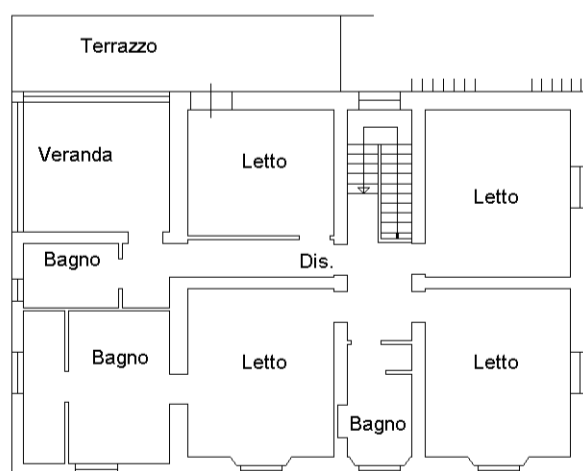 Terrazzo
Veranda
Letto
Letto
Bagno
Dis.
Bagno
Letto
Letto
Bagno